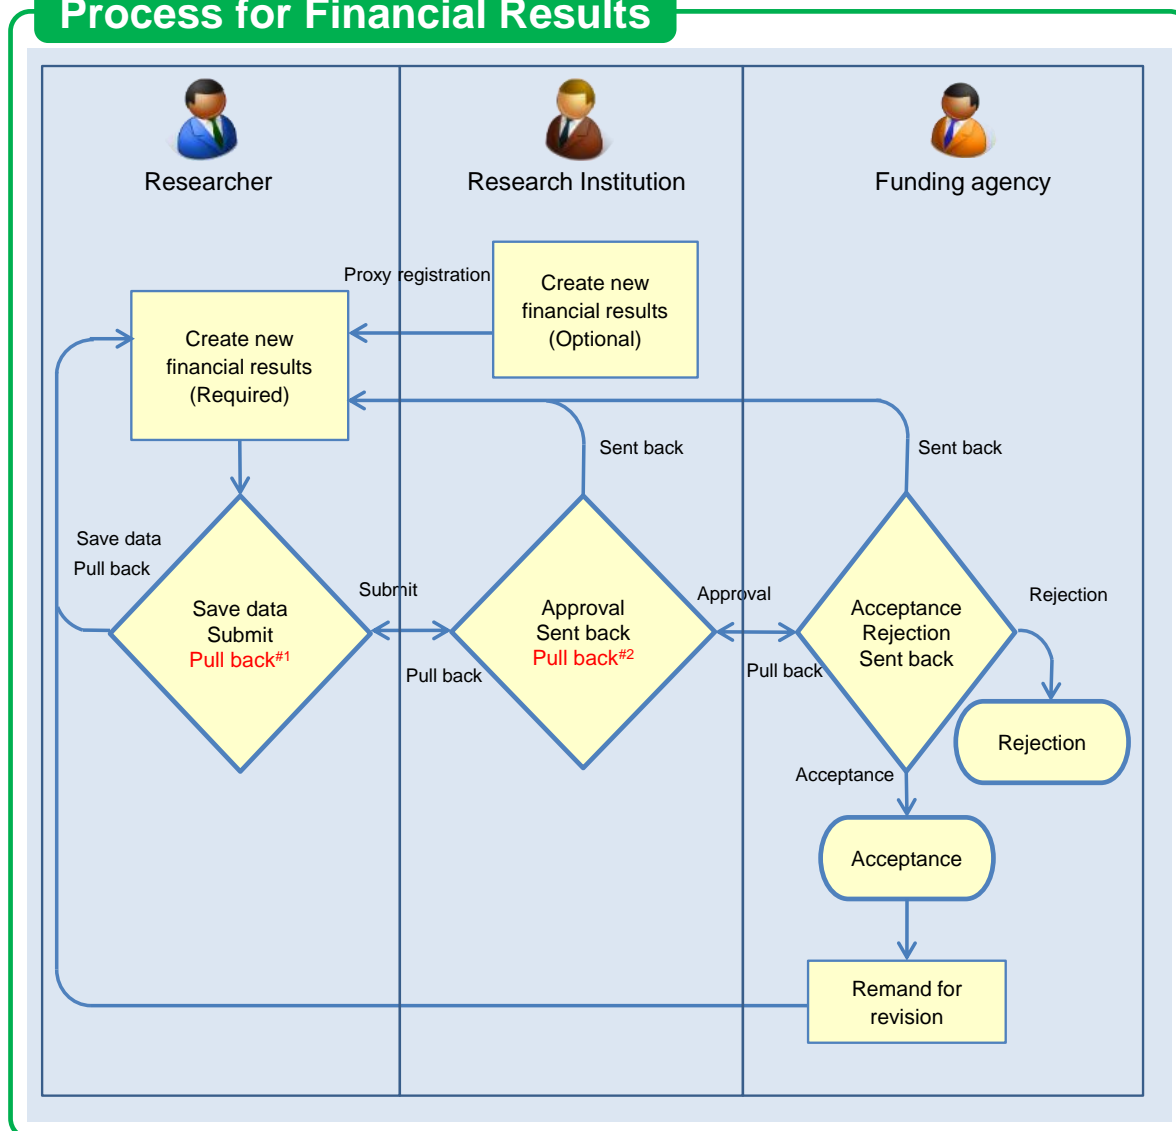 Process for Financial Results
Researcher
Research Institution
Funding agency
Proxy registration
Create new
financial results
(Optional)
Create new
financial results
(Required)
Sent back
Sent back
Save data
Pull back
Save data
Submit
Pull back#1
Submit
Pull back
Approval
Sent back
Pull back#2
Approval
Pull back
Acceptance
Rejection
Sent back
Rejection
Rejection
Acceptance
Acceptance
Remand for
revision